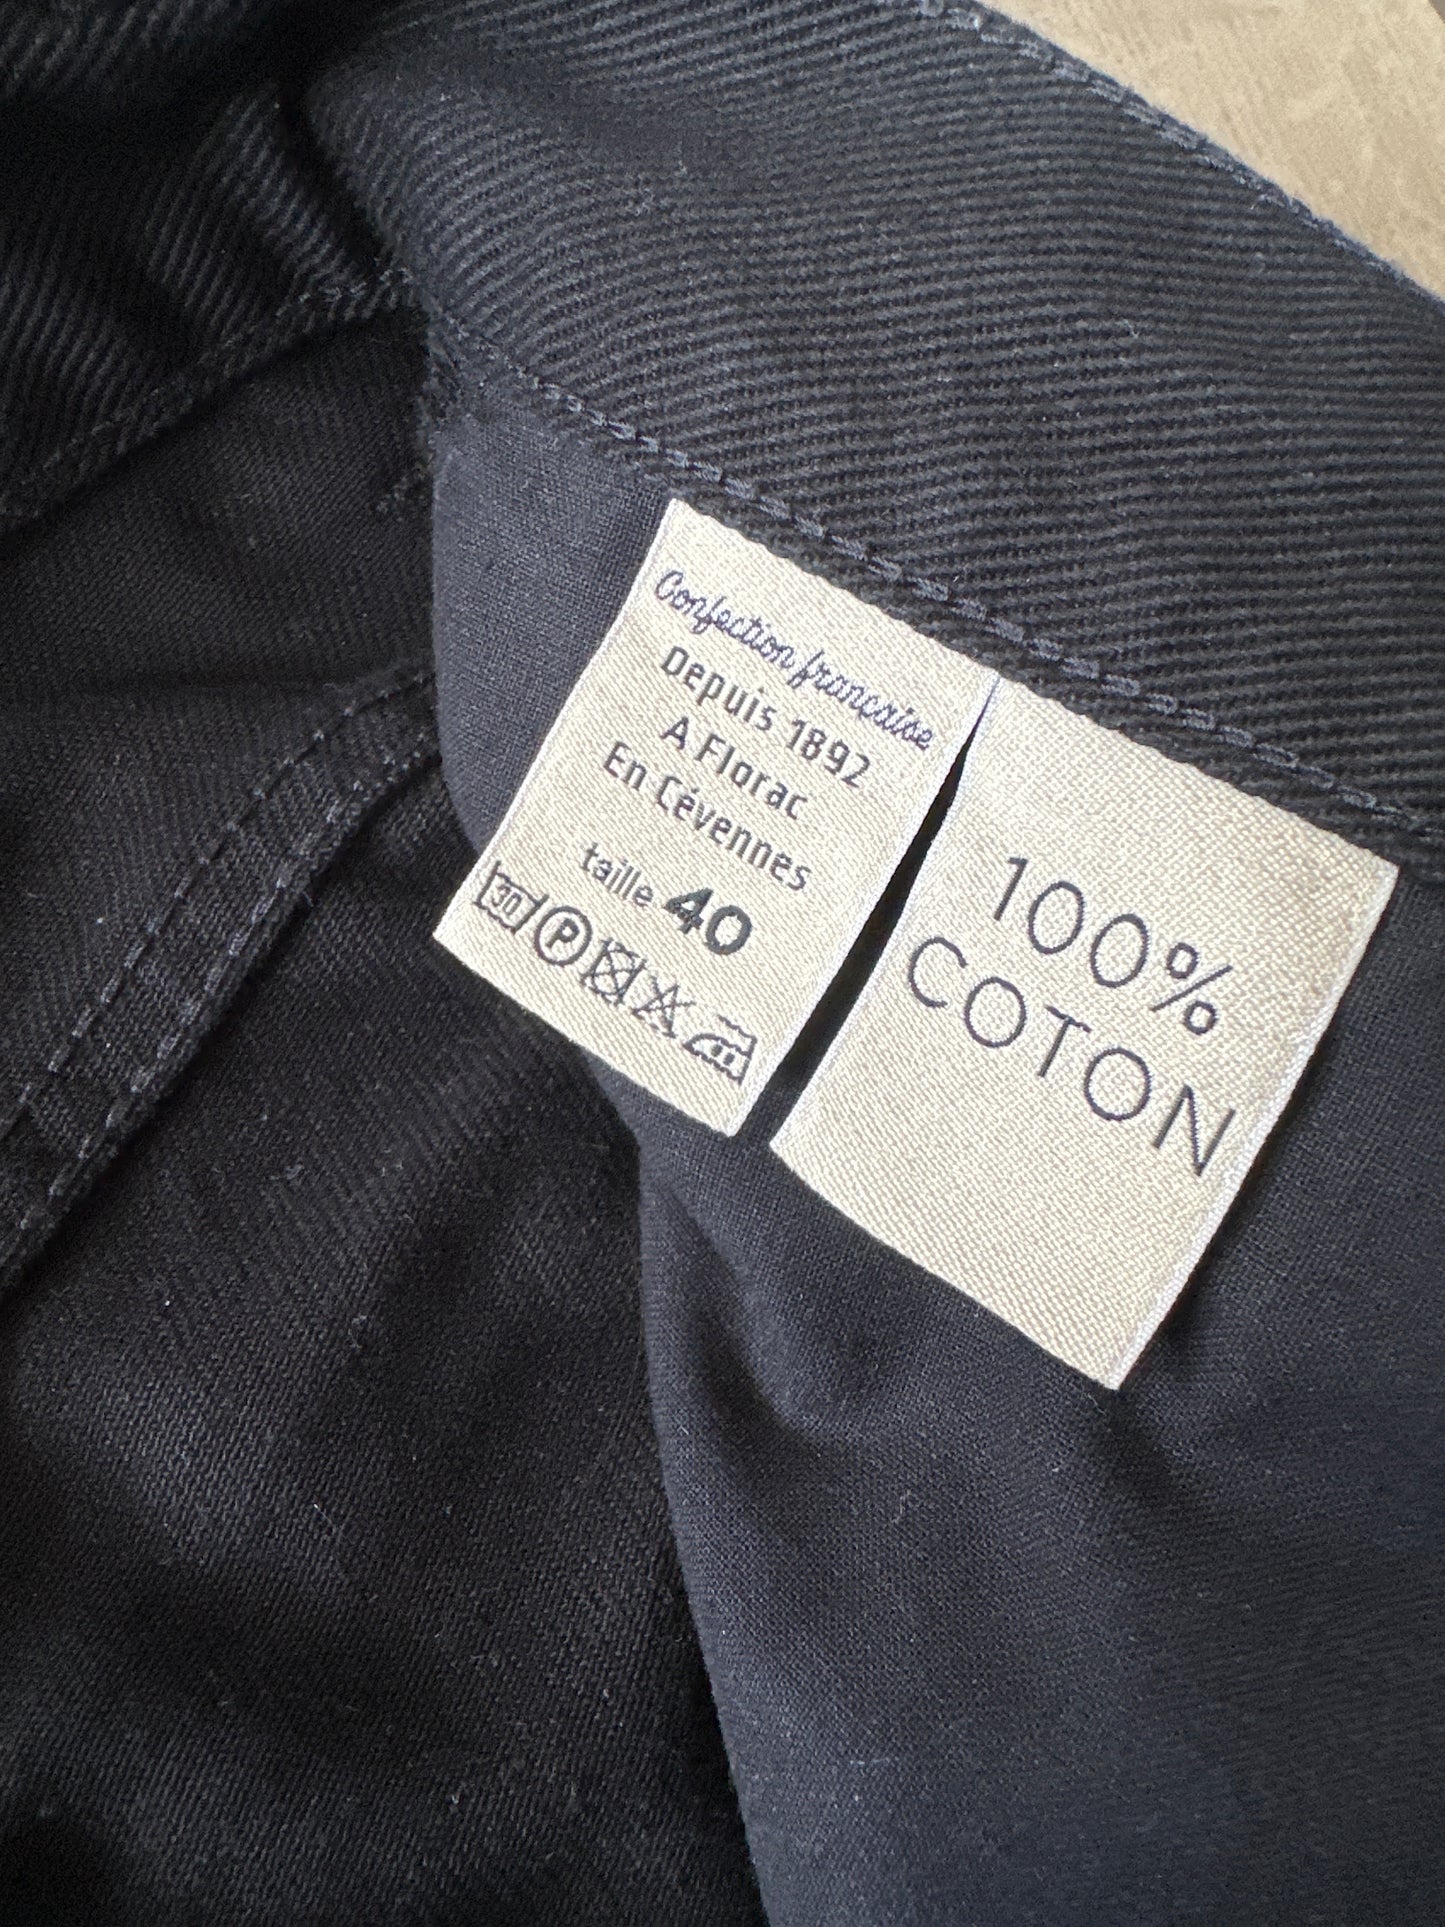 Confection française
Depuis 1892
A Florac
En Cévennes
taille 40
30 P
100%
COTON